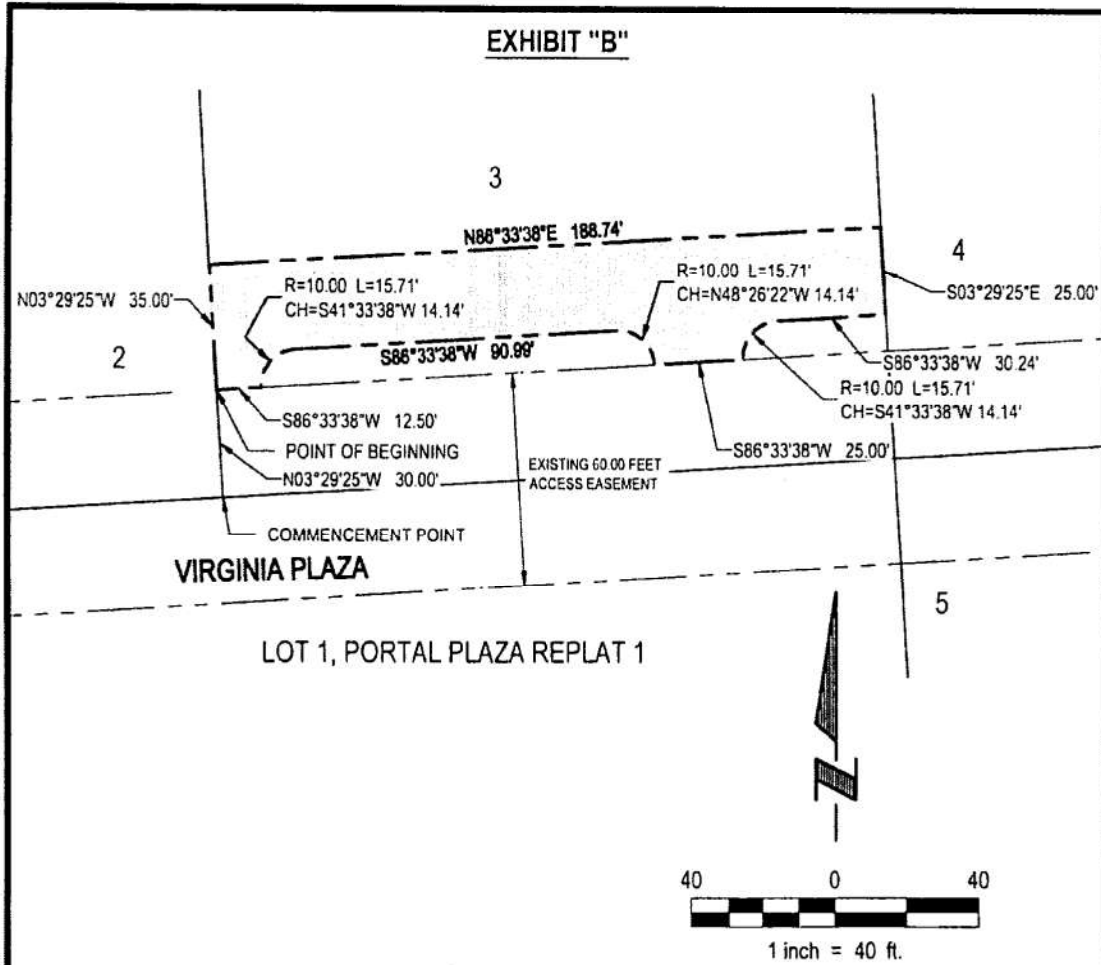 EXHIBIT "B"
3
N86°33'38"E 188.74'
4
N03°29'25"W 35.00'
R=10.00 L=15.71'
CH=S41°33'38"W 14.14'
R=10.00 L=15.71'
CH=N48°26'22"W 14.14'
S03°29'25"E 25.00'
2
S86°33'38"W 90.99'
S86°33'38"W 30.24'
R=10.00 L=15.71'
CH=S41°33'38"W 14.14'
S86°33'38"W 12.50'
POINT OF BEGINNING
S86°33'38"W 25.00'
N03°29'25"W 30.00'
EXISTING 60.00 FEET
ACCESS EASEMENT
COMMENCEMENT POINT
VIRGINIA PLAZA
5
LOT 1, PORTAL PLAZA REPLAT 1
N
40 0 40
1 inch = 40 ft.